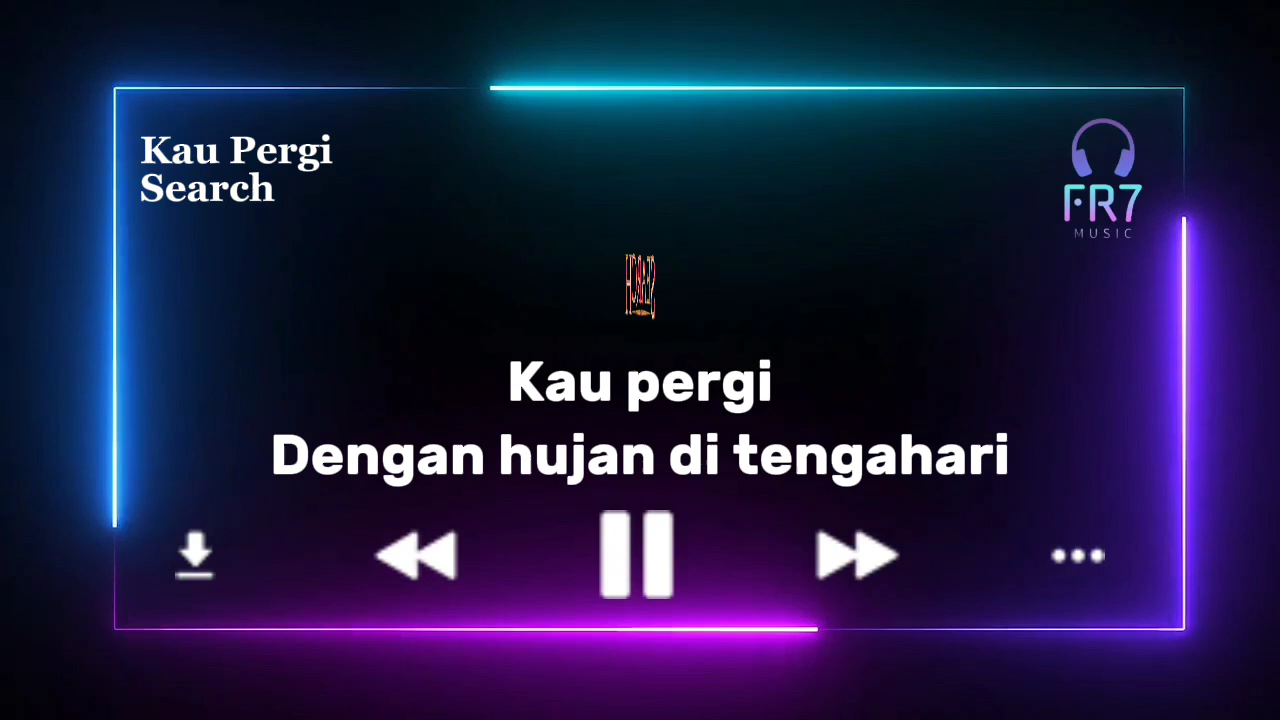 Kau Pergi
Search
FR7
MUSIC
Kau pergi
Dengan hujan di tengahari